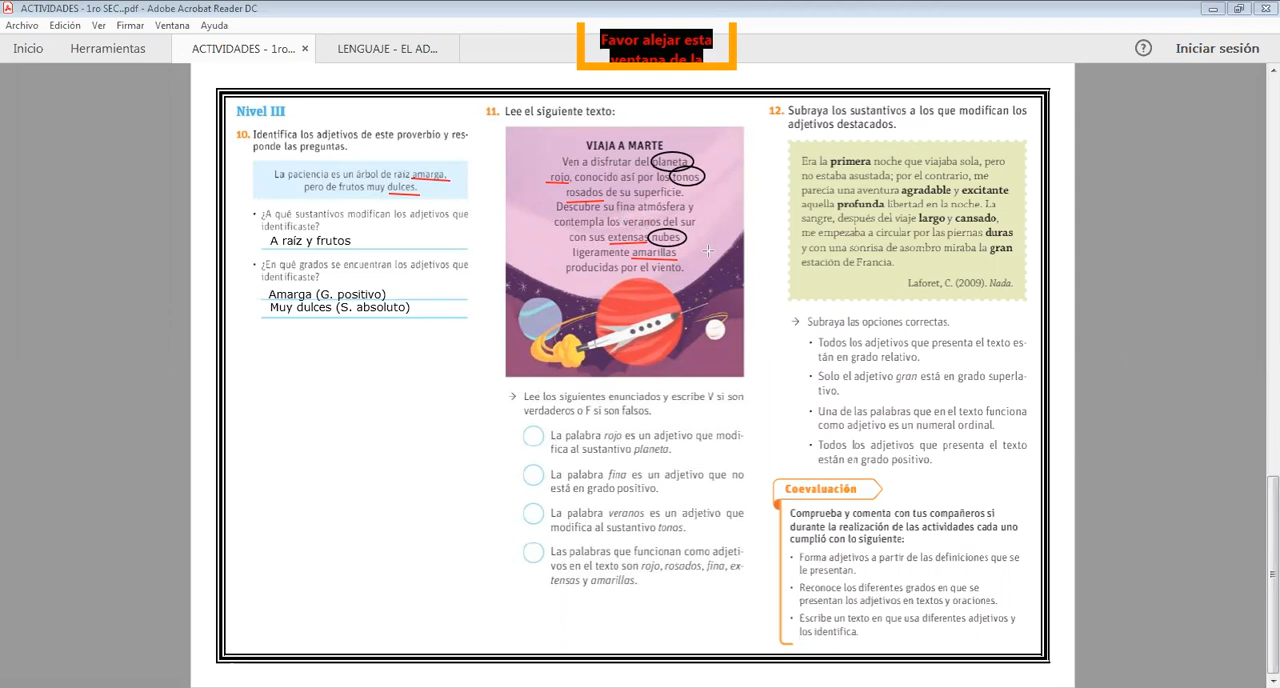 ACTIVIDADES - 1ro SEC..pdf - Adobe Acrobat Reader DC
Archivo Edición Ver Firmar Ventana Ayuda
Inicio Herramientas ACTIVIDADES - 1ro... × LENGUAJE - EL AD... Iniciar sesión
Favor alejar esta
ventana de la
Nivel III
10. Identifica los adjetivos de este proverbio y res-
ponde las preguntas.
La paciencia es un árbol de raíz amarga,
pero de frutos muy dulces.
• ¿A qué sustantivos modifican los adjetivos que
identificaste?
A raíz y frutos
• ¿En qué grados se encuentran los adjetivos que
identificaste?
Amarga (G. positivo)
Muy dulces (S. absoluto)
11. Lee el siguiente texto:
VIAJA A MARTE
Ven a disfrutar del planeta
rojo, conocido así por los tonos
rosados de su superficie.
Descubre su fina atmósfera y
contempla los veranos del sur
con sus extensas nubes
ligeramente amarillas
producidas por el viento.
→ Lee los siguientes enunciados y escribe V si son
verdaderos o F si son falsos.
La palabra rojo es un adjetivo que modi-
fica al sustantivo planeta.
La palabra fina es un adjetivo que no
está en grado positivo.
La palabra veranos es un adjetivo que
modifica al sustantivo tonos.
Las palabras que funcionan como adjeti-
vos en el texto son rojo, rosados, fina, ex-
tensas y amarillas.
12. Subraya los sustantivos a los que modifican los
adjetivos destacados.
Era la primera noche que viajaba sola, pero
no estaba asustada; por el contrario, me
parecía una aventura agradable y excitante
aquella profunda libertad en la noche. La
sangre, después del viaje largo y cansado,
me empezaba a circular por las piernas duras
y con una sonrisa de asombro miraba la gran
estación de Francia.
Laforet, C. (2009). Nada.
→ Subraya las opciones correctas.
• Todos los adjetivos que presenta el texto es-
tán en grado relativo.
• Solo el adjetivo gran está en grado superla-
tivo.
• Una de las palabras que en el texto funciona
como adjetivo es un numeral ordinal.
• Todos los adjetivos que presenta el texto
están en grado positivo.
Coevaluación
Comprueba y comenta con tus compañeros si
durante la realización de las actividades cada uno
cumplió con lo siguiente:
• Forma adjetivos a partir de las definiciones que se
le presentan.
• Reconoce los diferentes grados en que se
presentan los adjetivos en textos y oraciones.
• Escribe un texto en que usa diferentes adjetivos y
los identifica.